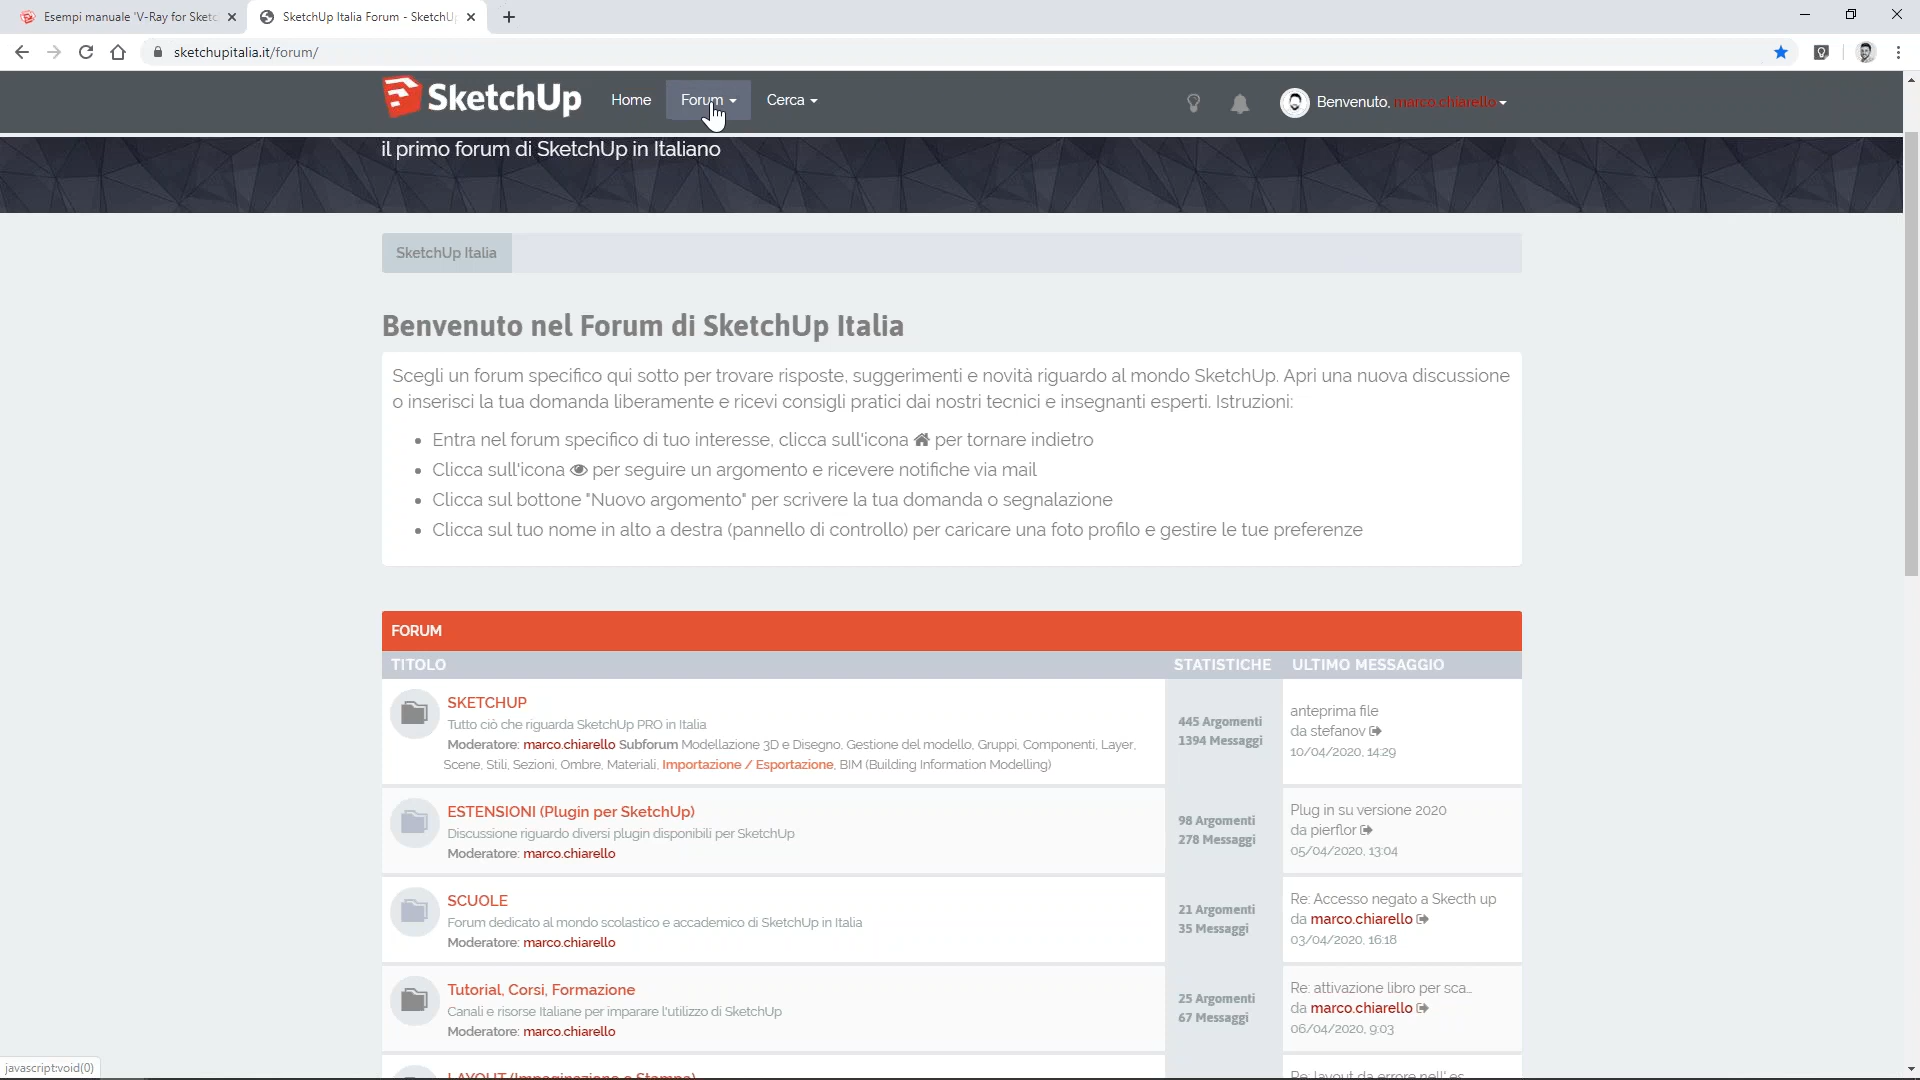 Esempi manuale 'V-Ray for Sketc
SketchUp Italia Forum - SketchU
sketchupitalia.it/forum/
SketchUp
Home
Forum
Cerca
Benvenuto, marco.chiarello
il primo forum di SketchUp in Italiano
SketchUp Italia
Benvenuto nel Forum di SketchUp Italia
Scegli un forum specifico qui sotto per trovare risposte, suggerimenti e novità riguardo al mondo SketchUp. Apri una nuova discussione
o inserisci la tua domanda liberamente e ricevi consigli pratici dai nostri tecnici e insegnanti esperti. Istruzioni:
• Entra nel forum specifico di tuo interesse, clicca sull'icona per tornare indietro
• Clicca sull'icona per seguire un argomento e ricevere notifiche via mail
• Clicca sul bottone "Nuovo argomento" per scrivere la tua domanda o segnalazione
• Clicca sul tuo nome in alto a destra (pannello di controllo) per caricare una foto profilo e gestire le tue preferenze
FORUM
TITOLO STATISTICHE ULTIMO MESSAGGIO
SKETCHUP
Tutto ciò che riguarda SketchUp PRO in Italia
Moderatore: marco.chiarello Subforum Modellazione 3D e Disegno, Gestione del modello, Gruppi, Componenti, Layer,
Scene, Stili, Sezioni, Ombre, Materiali, Importazione / Esportazione, BIM (Building Information Modelling)
445 Argomenti
1394 Messaggi
anteprima file
da stefanov
10/04/2020, 14:29
ESTENSIONI (Plugin per SketchUp)
Discussione riguardo diversi plugin disponibili per SketchUp
Moderatore: marco.chiarello
98 Argomenti
278 Messaggi
Plug in su versione 2020
da pierflor
05/04/2020, 13:04
SCUOLE
Forum dedicato al mondo scolastico e accademico di SketchUp in Italia
Moderatore: marco.chiarello
21 Argomenti
35 Messaggi
Re: Accesso negato a Skecth up
da marco.chiarello
03/04/2020, 16:18
Tutorial, Corsi, Formazione
Canali e risorse Italiane per imparare l'utilizzo di SketchUp
Moderatore: marco.chiarello
25 Argomenti
67 Messaggi
Re: attivazione libro per sca...
da marco.chiarello
06/04/2020, 9:03
LAYOUT (Impaginazione e Stampa)
Re: layout da errore nell' es...
javascript:void(0)